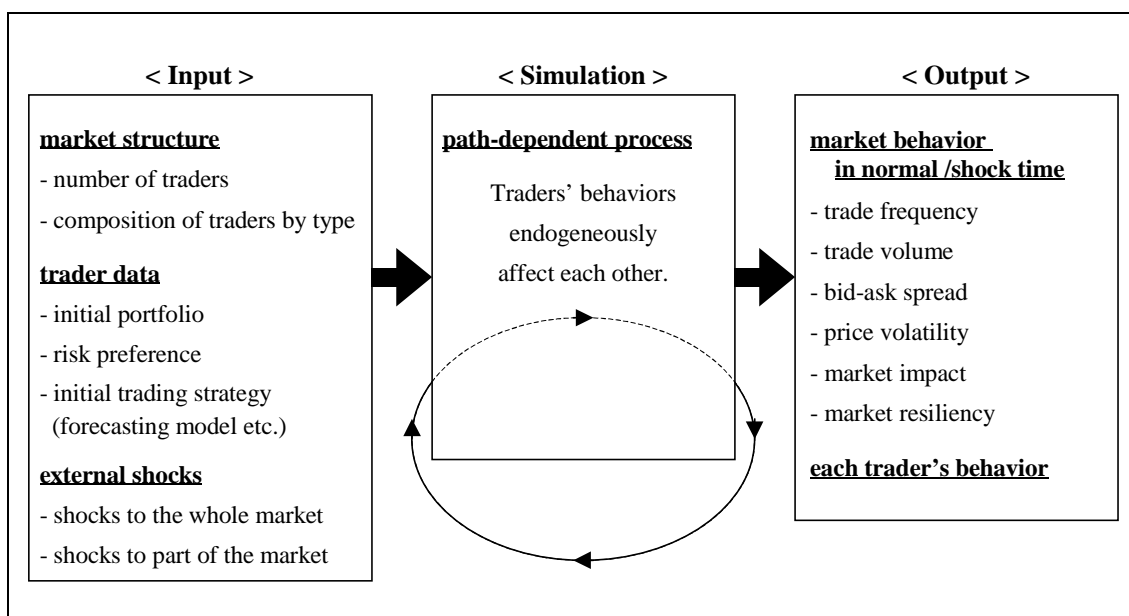 < Input >
market structure
- number of traders
- composition of traders by type
trader data
- initial portfolio
- risk preference
- initial trading strategy
(forecasting model etc.)
external shocks
- shocks to the whole market
- shocks to part of the market
< Simulation >
path-dependent process
Traders' behaviors
endogeneously
affect each other.
< Output >
market behavior
in normal /shock time
- trade frequency
- trade volume
- bid-ask spread
- price volatility
- market impact
- market resiliency
each trader's behavior